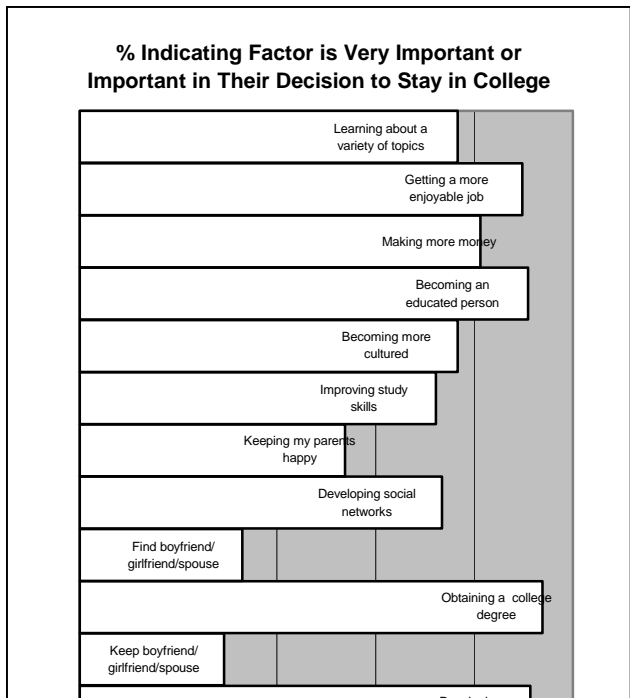 % Indicating Factor is Very Important or
Important in Their Decision to Stay in College
Learning about a
variety of topics
Getting a more
enjoyable job
Making more money
Becoming an
educated person
Becoming more
cultured
Improving study
skills
Keeping my parents
happy
Developing social
networks
Find boyfriend/
girlfriend/spouse
Obtaining a  college
degree
Keep boyfriend/
girlfriend/spouse